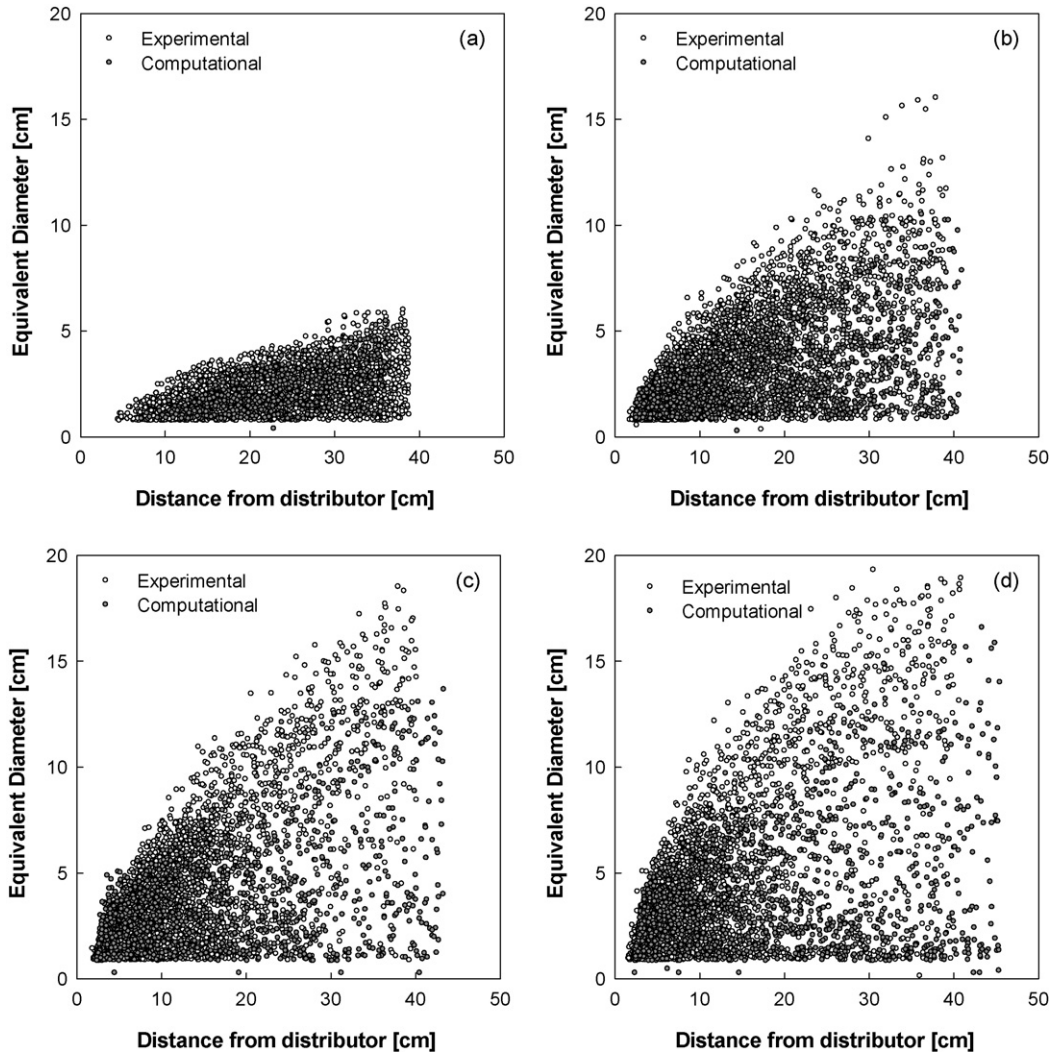 20
15
10
5
0
Equivalent Diameter [cm]
Experimental
Computational
(a)
0 10 20 30 40 50
Distance from distributor [cm]
20
15
10
5
0
Equivalent Diameter [cm]
Experimental
Computational
(b)
0 10 20 30 40 50
Distance from distributor [cm]
20
15
10
5
0
Equivalent Diameter [cm]
Experimental
Computational
(c)
0 10 20 30 40 50
Distance from distributor [cm]
20
15
10
5
0
Equivalent Diameter [cm]
Experimental
Computational
(d)
0 10 20 30 40 50
Distance from distributor [cm]